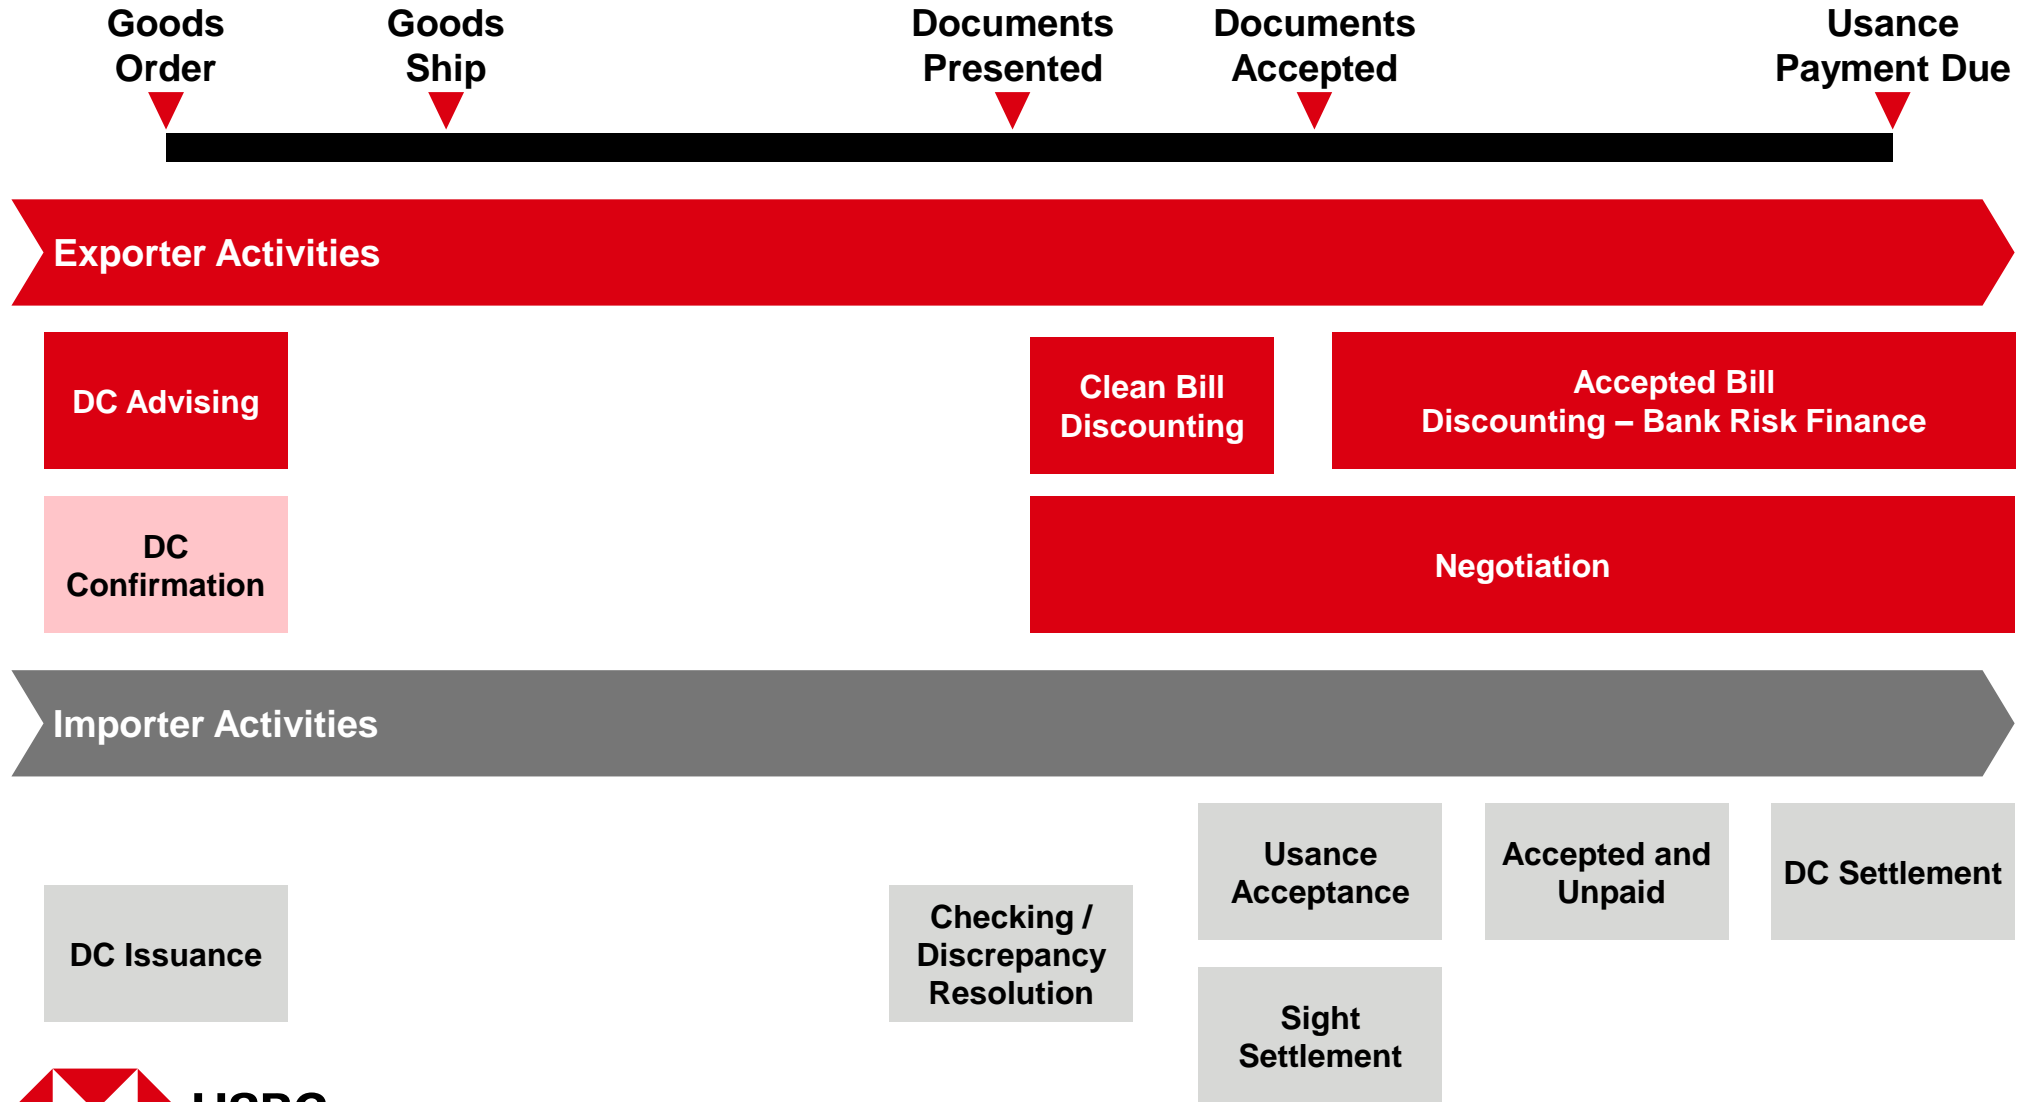 Goods
Order
Goods
Ship
Documents
Presented
Documents
Accepted
Usance
Payment Due
Exporter Activities
DC Advising
Clean Bill
Discounting
Accepted Bill
Discounting – Bank Risk Finance
DC
Confirmation
Negotiation
Importer Activities
Usance
Acceptance
Accepted and
Unpaid
DC Settlement
DC Issuance
Checking /
Discrepancy
Resolution
Sight
Settlement
HSBC